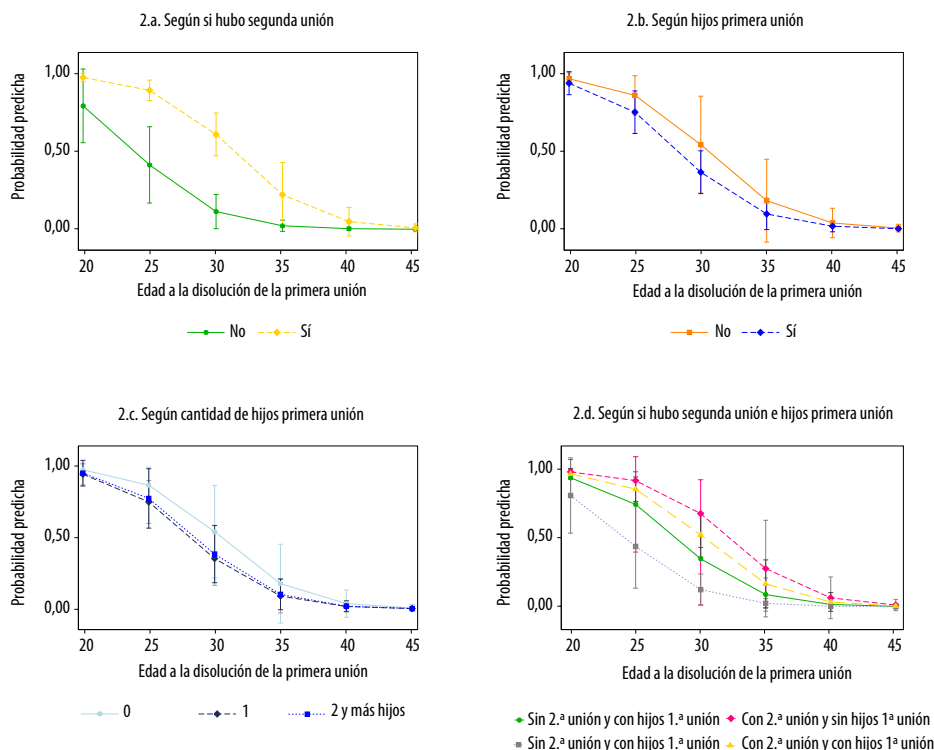 2.a. Según si hubo segunda unión
Probabilidad predicha
1,00
0,50
0,00
20 25 30 35 40 45
Edad a la disolución de la primera unión
No Sí
2.b. Según hijos primera unión
Probabilidad predicha
1,00
0,50
0,00
20 25 30 35 40 45
Edad a la disolución de la primera unión
No Sí
2.c. Según cantidad de hijos primera unión
Probabilidad predicha
1,00
0,50
0,00
20 25 30 35 40 45
Edad a la disolución de la primera unión
0 1 2 y más hijos
2.d. Según si hubo segunda unión e hijos primera unión
Probabilidad predicha
1,00
0,50
0,00
20 25 30 35 40 45
Edad a la disolución de la primera unión
Sin 2.ª unión y con hijos 1.ª unión Con 2.ª unión y sin hijos 1ª unión
Sin 2.ª unión y con hijos 1.ª unión Con 2.ª unión y con hijos 1ª unión